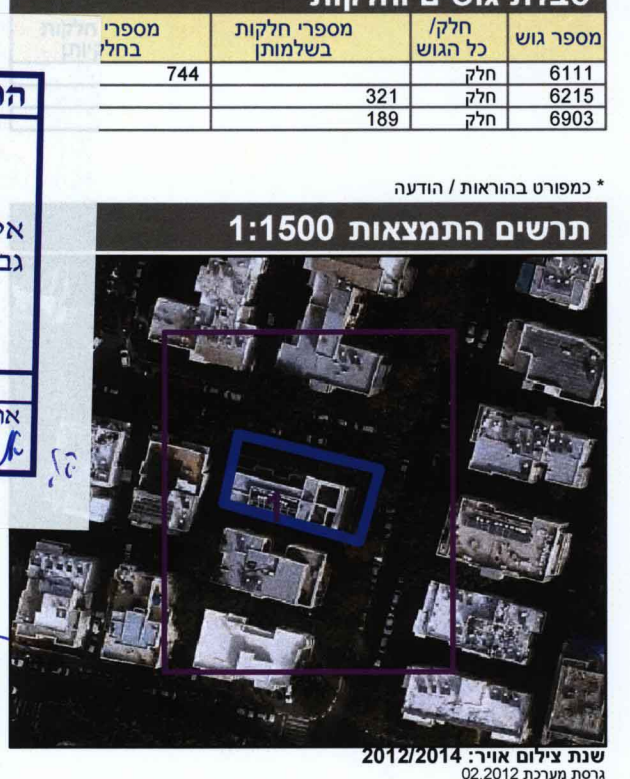 טבלת גושים וחלקות
מספר גוש חלק/ כל הגוש מספרי חלקות בשלמותן מספרי חלקות בחלקיותן
6111 חלק 744
6215 חלק 321
6903 חלק 189
* כמפורט בהוראות / הודעה
תרשים התמצאות 1:1500
שנת צילום אויר: 2012/2014
גרסת מערכת 02.2012